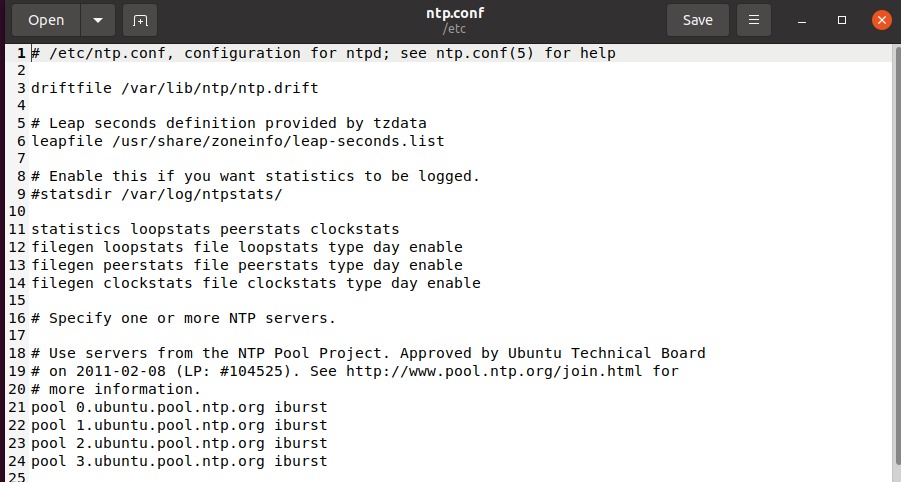 Open
ntp.conf
/etc
Save
1 # /etc/ntp.conf, configuration for ntpd; see ntp.conf(5) for help
2
3 driftfile /var/lib/ntp/ntp.drift
4
5 # Leap seconds definition provided by tzdata
6 leapfile /usr/share/zoneinfo/leap-seconds.list
7
8 # Enable this if you want statistics to be logged.
9 #statsdir /var/log/ntpstats/
10
11 statistics loopstats peerstats clockstats
12 filegen loopstats file loopstats type day enable
13 filegen peerstats file peerstats type day enable
14 filegen clockstats file clockstats type day enable
15
16 # Specify one or more NTP servers.
17
18 # Use servers from the NTP Pool Project. Approved by Ubuntu Technical Board
19 # on 2011-02-08 (LP: #104525). See http://www.pool.ntp.org/join.html for
20 # more information.
21 pool 0.ubuntu.pool.ntp.org iburst
22 pool 1.ubuntu.pool.ntp.org iburst
23 pool 2.ubuntu.pool.ntp.org iburst
24 pool 3.ubuntu.pool.ntp.org iburst
25